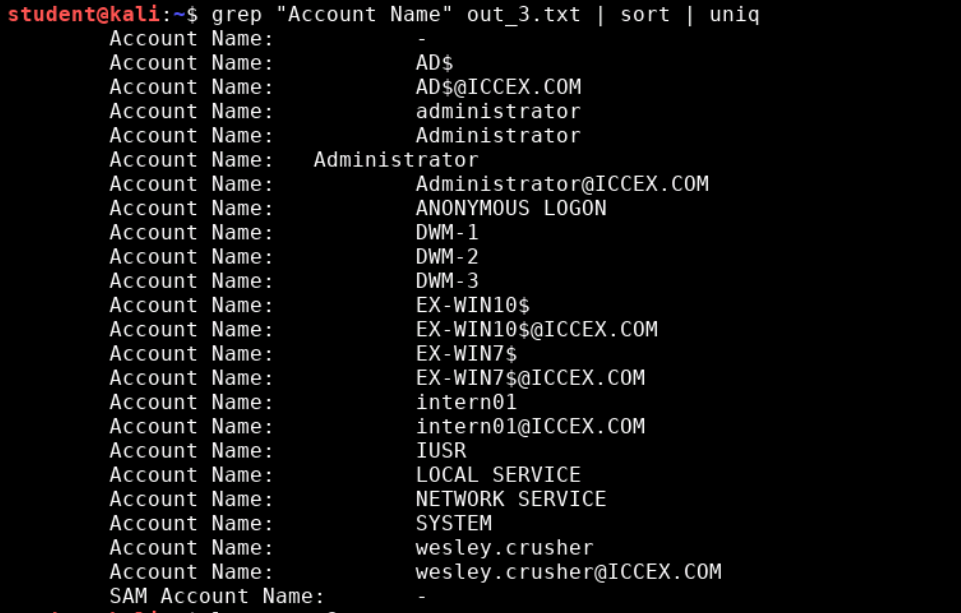 student@kali:~$ grep "Account Name" out_3.txt | sort | uniq
Account Name: -
Account Name: AD$
Account Name: AD$@ICCEX.COM
Account Name: administrator
Account Name: Administrator
Account Name: Administrator
Account Name: Administrator@ICCEX.COM
Account Name: ANONYMOUS LOGON
Account Name: DWM-1
Account Name: DWM-2
Account Name: DWM-3
Account Name: EX-WIN10$
Account Name: EX-WIN10$@ICCEX.COM
Account Name: EX-WIN7$
Account Name: EX-WIN7$@ICCEX.COM
Account Name: intern01
Account Name: intern01@ICCEX.COM
Account Name: IUSR
Account Name: LOCAL SERVICE
Account Name: NETWORK SERVICE
Account Name: SYSTEM
Account Name: wesley.crusher
Account Name: wesley.crusher@ICCEX.COM
SAM Account Name: -